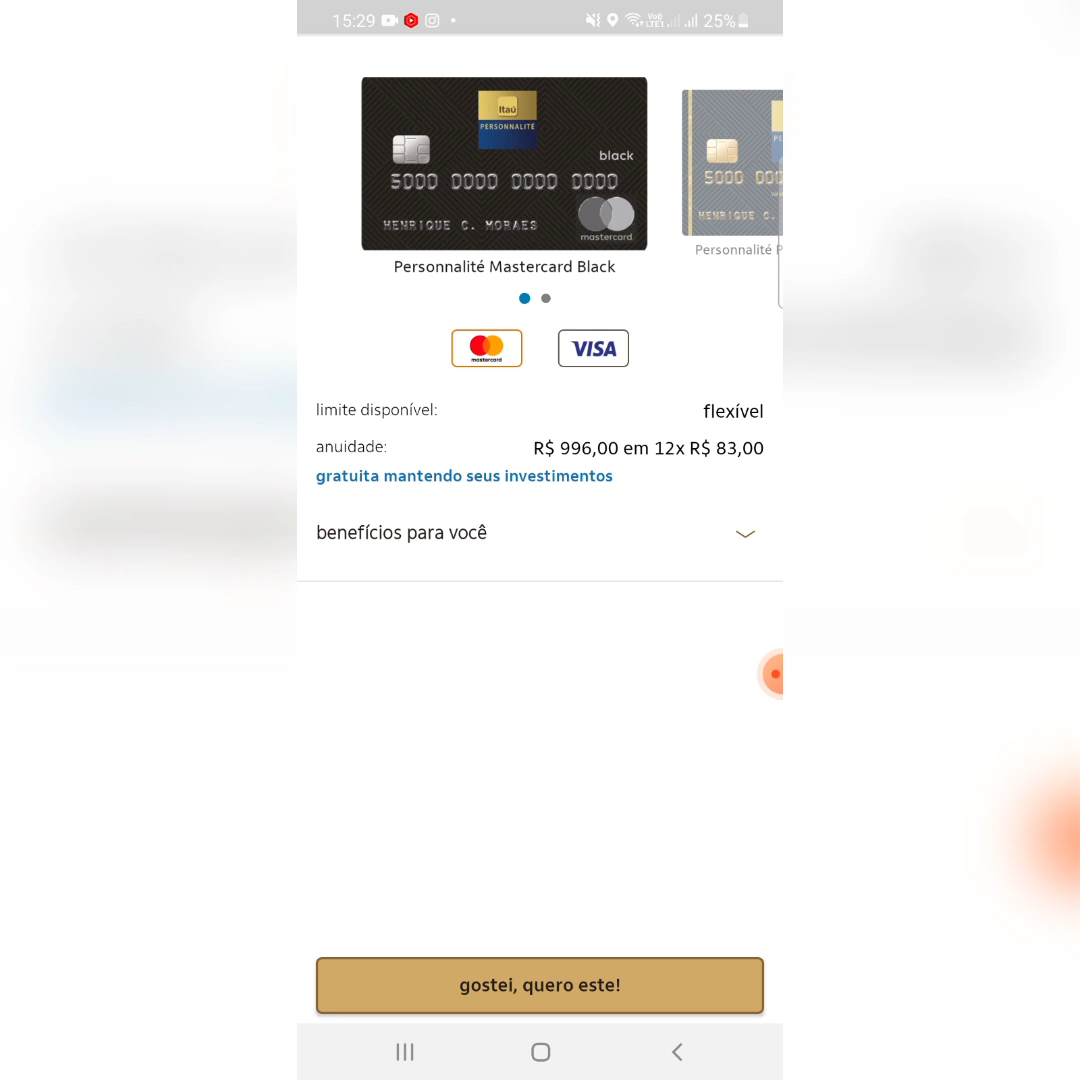 15:29
VoD LTE1
25%
Itaú
PERSONNALITÉ
black
5000 0000 0000 0000
HENRIQUE C. MORAES
mastercard
5000
HENRIQUE C.
Personnalité Mastercard Black
Personnalité P
mastercard
VISA
limite disponível:
flexível
anuidade:
R$ 996,00 em 12x R$ 83,00
gratuita mantendo seus investimentos
benefícios para você
gostei, quero este!